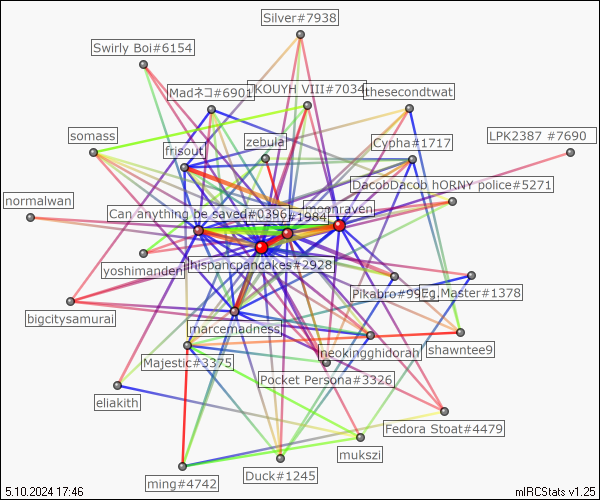 Silver#7938
Swirly Boi#6154
Madネコ#6901
KOUYH VIII#7034
thesecondtwat
somass
frisout
zebula
Cypha#1717
LPK2387 #7690
DacobDacob hORNY police#5271
normalwan
Can anything be saved#0396
#1984
moonraven
yoshimanden
hispancpancakes#2928
Pikabro#99
Eg.Master#1378
bigcitysamurai
marcemadness
neokingghidorah
shawntee9
Majestic#3375
Pocket Persona#3326
eliakith
Fedora Stoat#4479
mukszi
ming#4742
Duck#1245
5.10.2024 17:46
mIRCStats v1.25